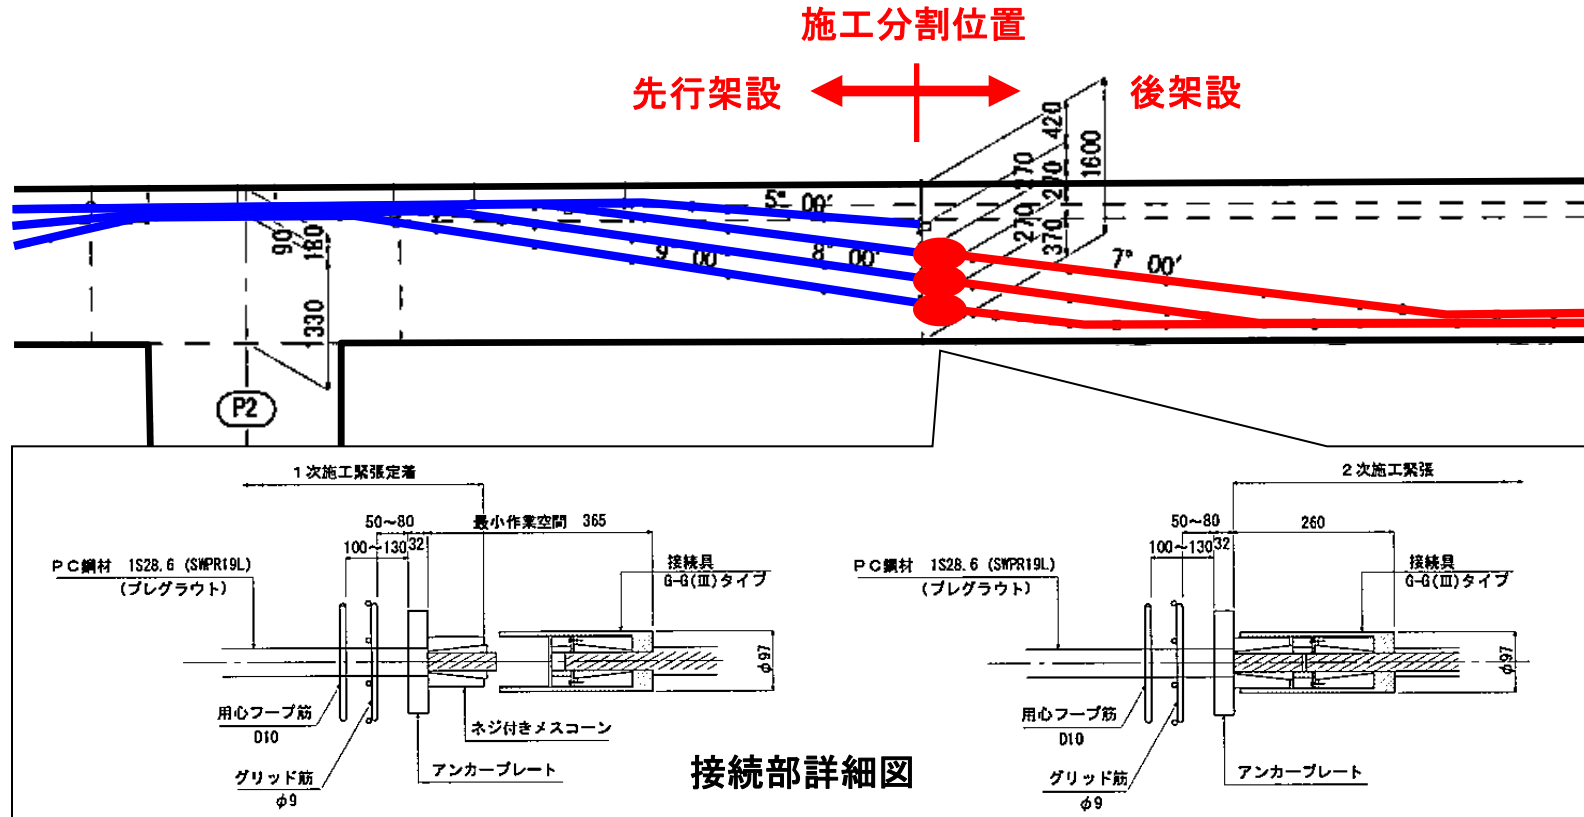 施工分割位置
先行架設
後架設
420
1600
270
270
270
370
5° 00′
90
180
9° 00′
8° 00′
7° 00′
1330
P2
1次施工緊張定着
50~80
最小作業空間 365
100~130
32
PC鋼材 1S28.6 (SWPR19L)
(プレグラウト)
接続具
G-G(Ⅲ)タイプ
φ97
用心フープ筋
D10
ネジ付きメスコーン
グリッド筋
φ9
アンカープレート
接続部詳細図
2次施工緊張
50~80
260
100~130
32
PC鋼材 1S28.6 (SWPR19L)
(プレグラウト)
接続具
G-G(Ⅲ)タイプ
φ97
用心フープ筋
D10
グリッド筋
φ9
アンカープレート